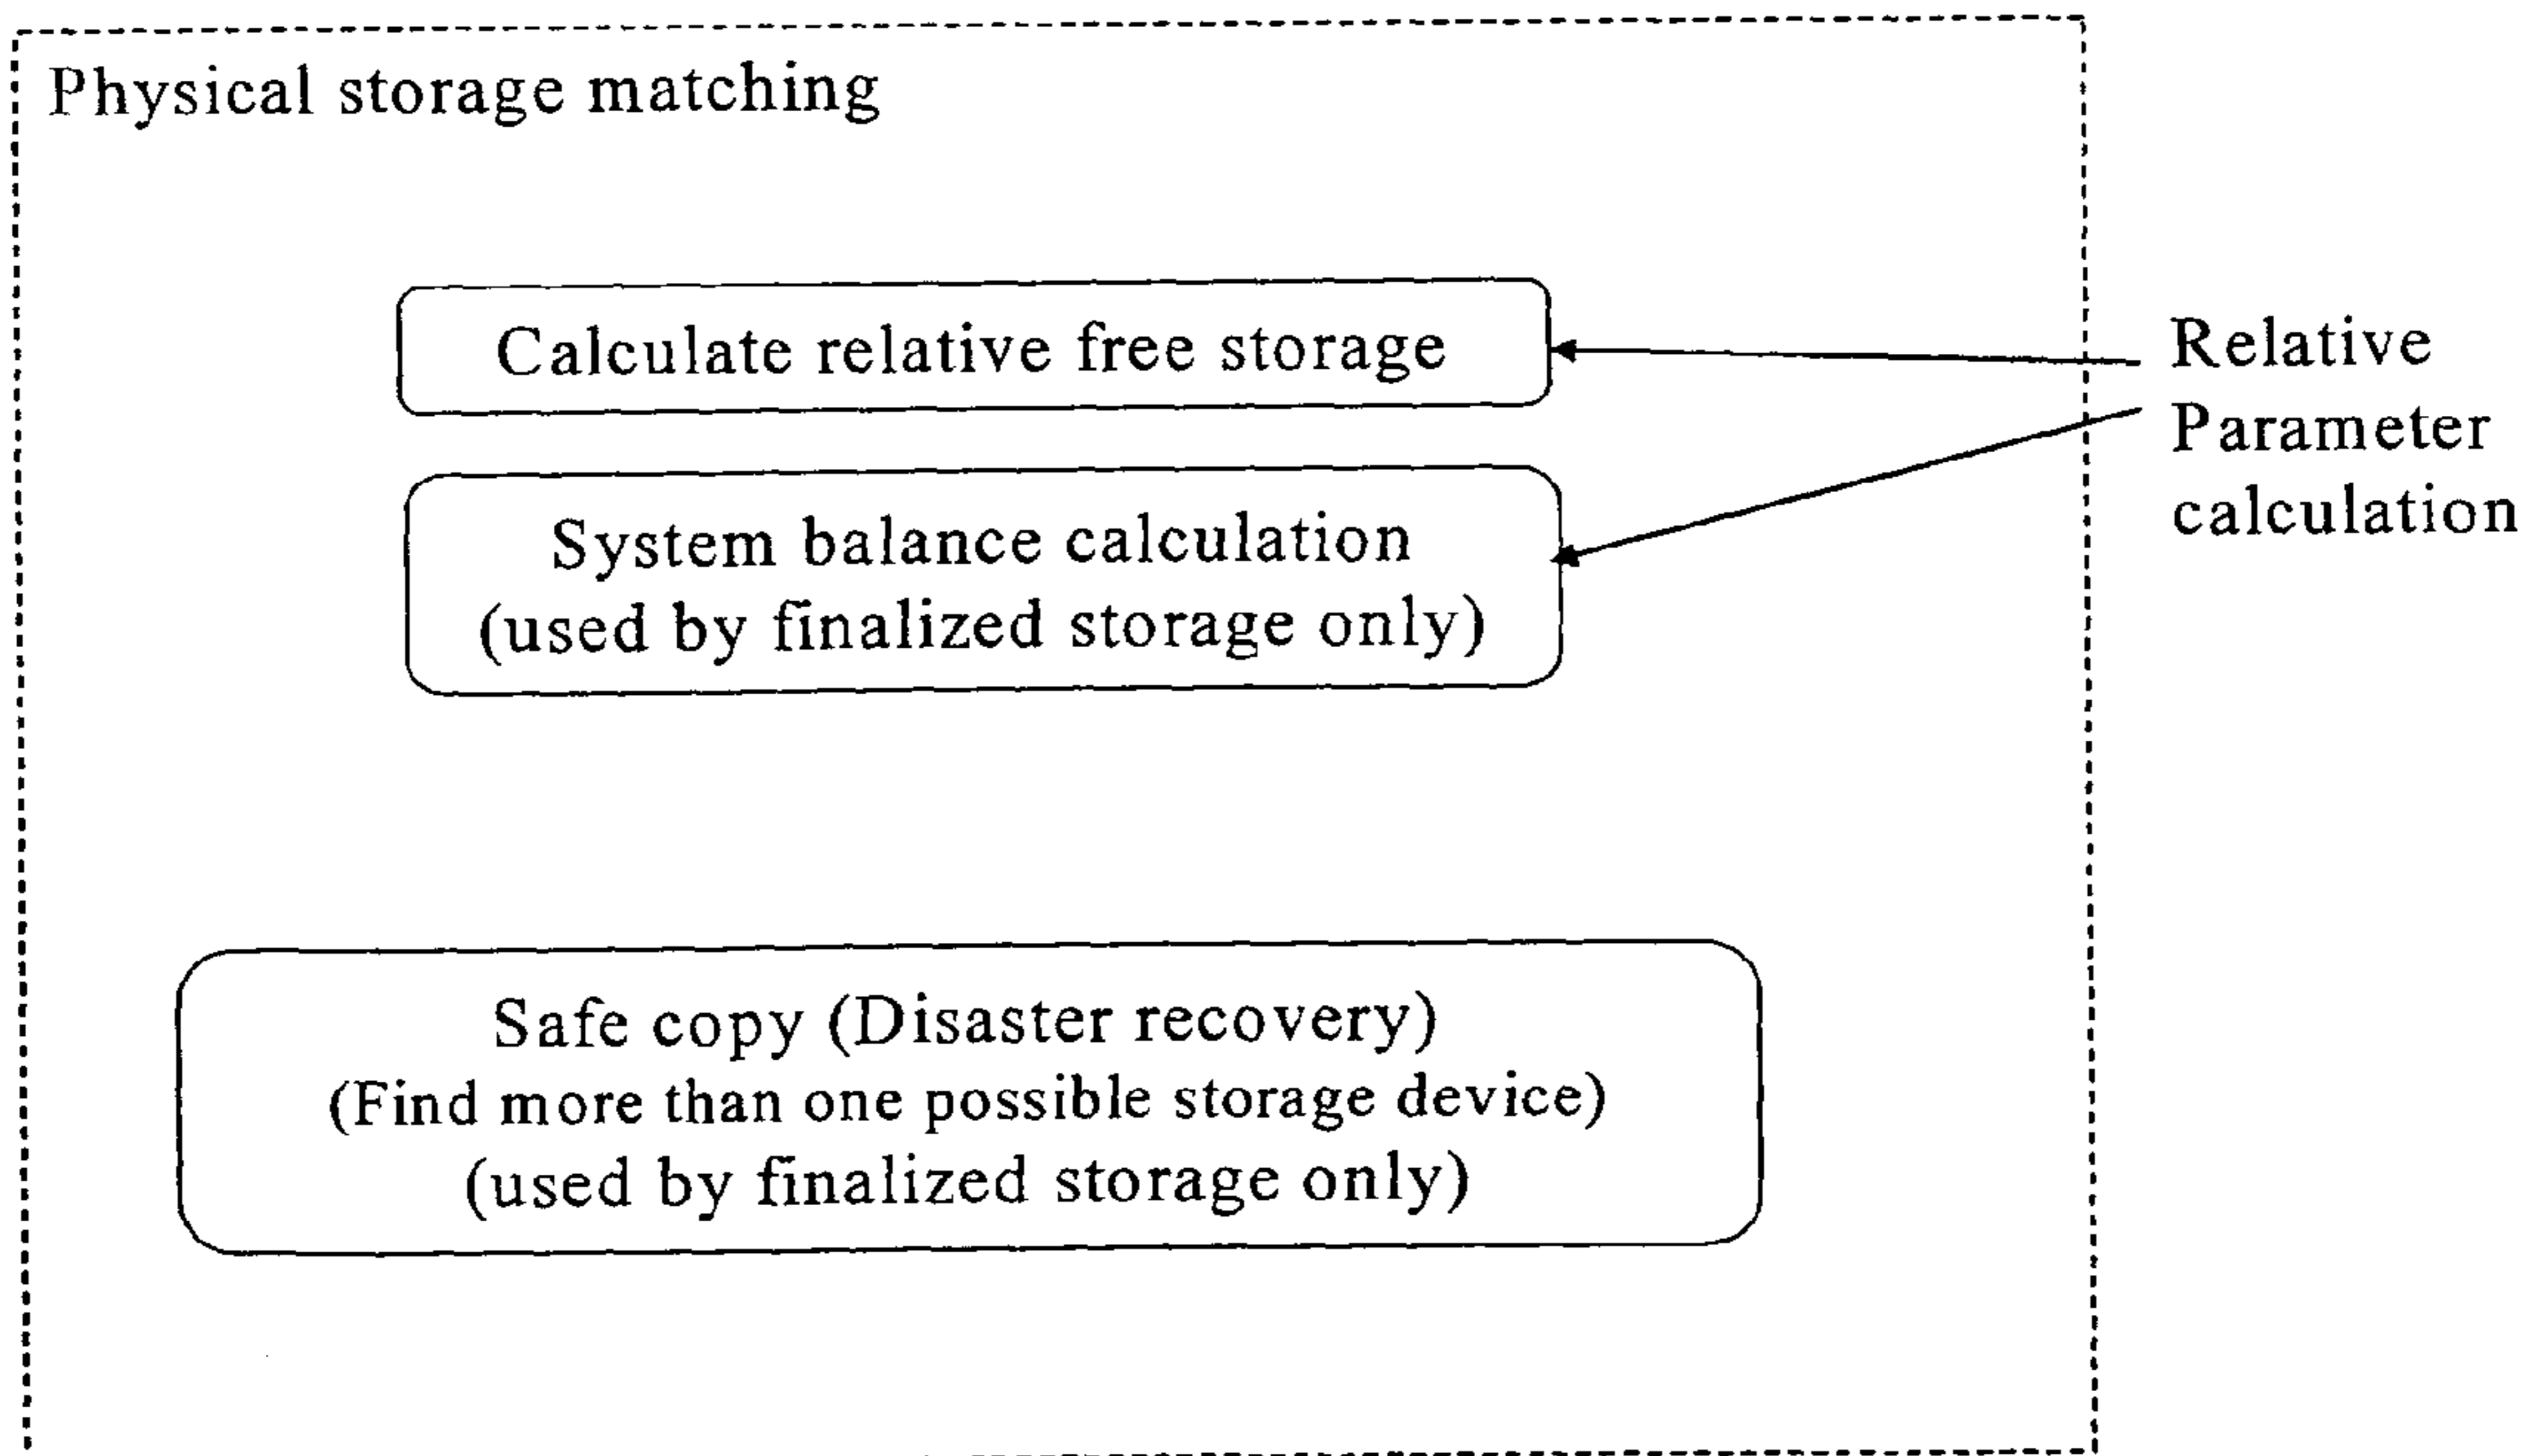 Physical storage matching
Calculate relative free storage
System balance calculation
(used by finalized storage only)
Relative
Parameter
calculation
Safe copy (Disaster recovery)
(Find more than one possible storage device)
(used by finalized storage only)